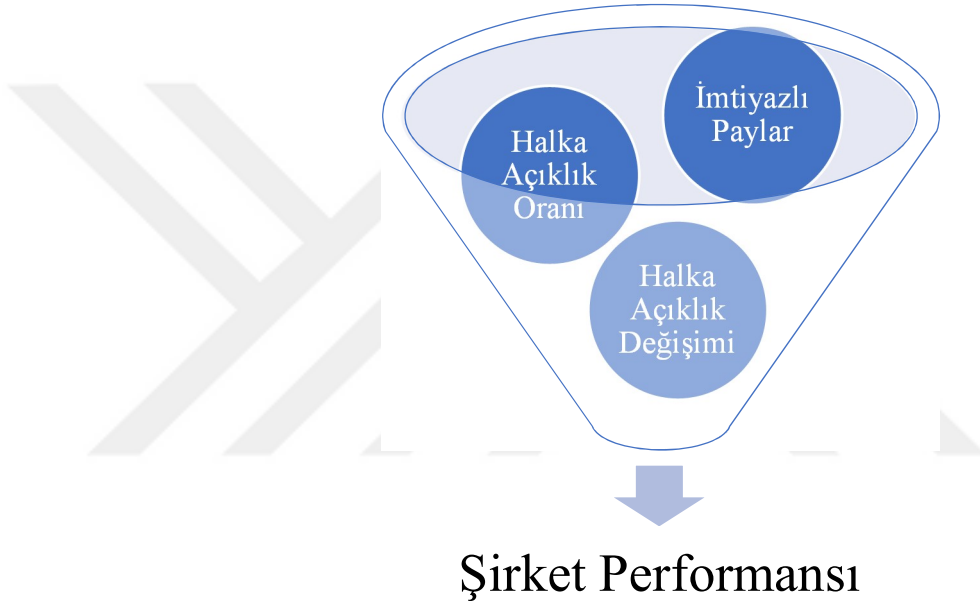 İmtiyazlı
Paylar
Halka
Açıklık
Oranı
Halka
Açıklık
Değişimi
Şirket Performansı